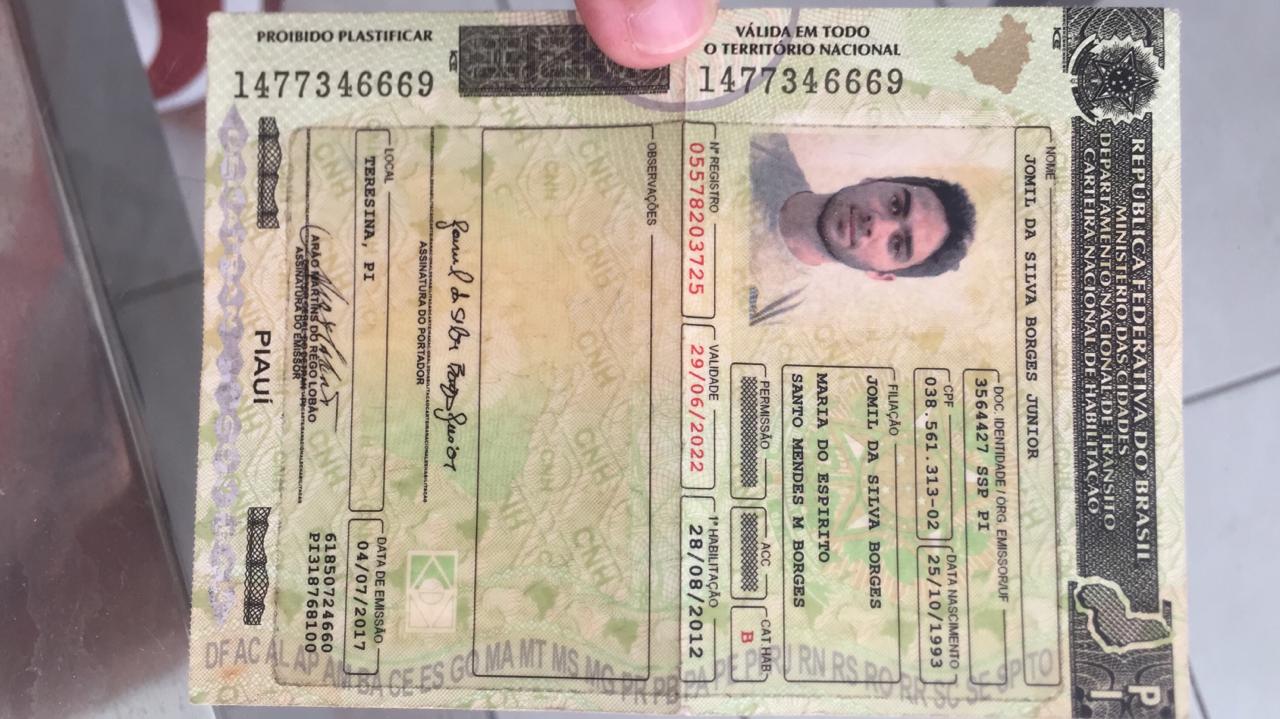 REPÚBLICA FEDERATIVA DO BRASIL
MINISTÉRIO DAS CIDADES
DEPARTAMENTO NACIONAL DE TRÂNSITO
CARTEIRA NACIONAL DE HABILITAÇÃO
PI
VÁLIDA EM TODO
O TERRITÓRIO NACIONAL
1477346669
NOME
JOMIL DA SILVA BORGES JUNIOR
DOC. IDENTIDADE / ÓRG. EMISSOR/UF
3564427 SSP PI
CPF
038.561.313-02
DATA NASCIMENTO
25/10/1993
FILIAÇÃO
JOMIL DA SILVA BORGES
MARIA DO ESPIRITO
SANTO MENDES M BORGES
PERMISSÃO
ACC
CAT HAB
B
Nº REGISTRO
05578203725
VALIDADE
29/06/2022
1ª HABILITAÇÃO
28/08/2012
OBSERVAÇÕES
ASSINATURA DO PORTADOR
LOCAL
TERESINA, PI
DATA DE EMISSÃO
04/07/2017
ARÃO MARTINS DO RÊGO LOBÃO
ASSINATURA DO EMISSOR
61850724660
PI318768100
PIAUÍ
PROIBIDO PLASTIFICAR
1477346669
DF AC AL AP AM BA CE ES GO MA MT MS MG PR PB PA PE PI RJ RN RS RO RR SC SE SP TO